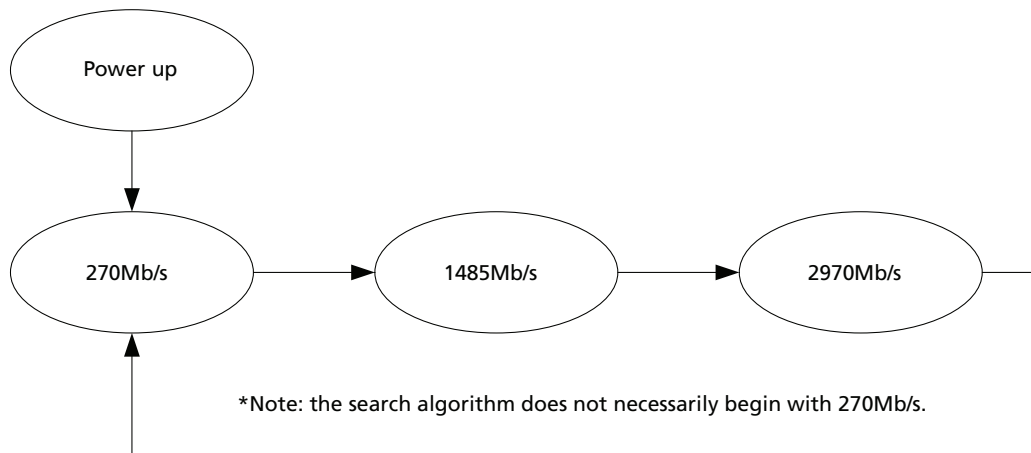 Power up
270Mb/s
1485Mb/s
2970Mb/s
*Note: the search algorithm does not necessarily begin with 270Mb/s.